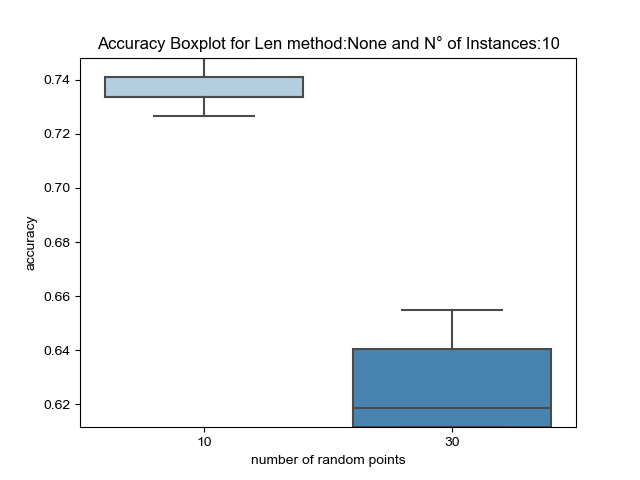 Accuracy Boxplot for Len method:None and N° of Instances:10
0.74
0.72
0.70
0.68
0.66
0.64
0.62
accuracy
10 30
number of random points